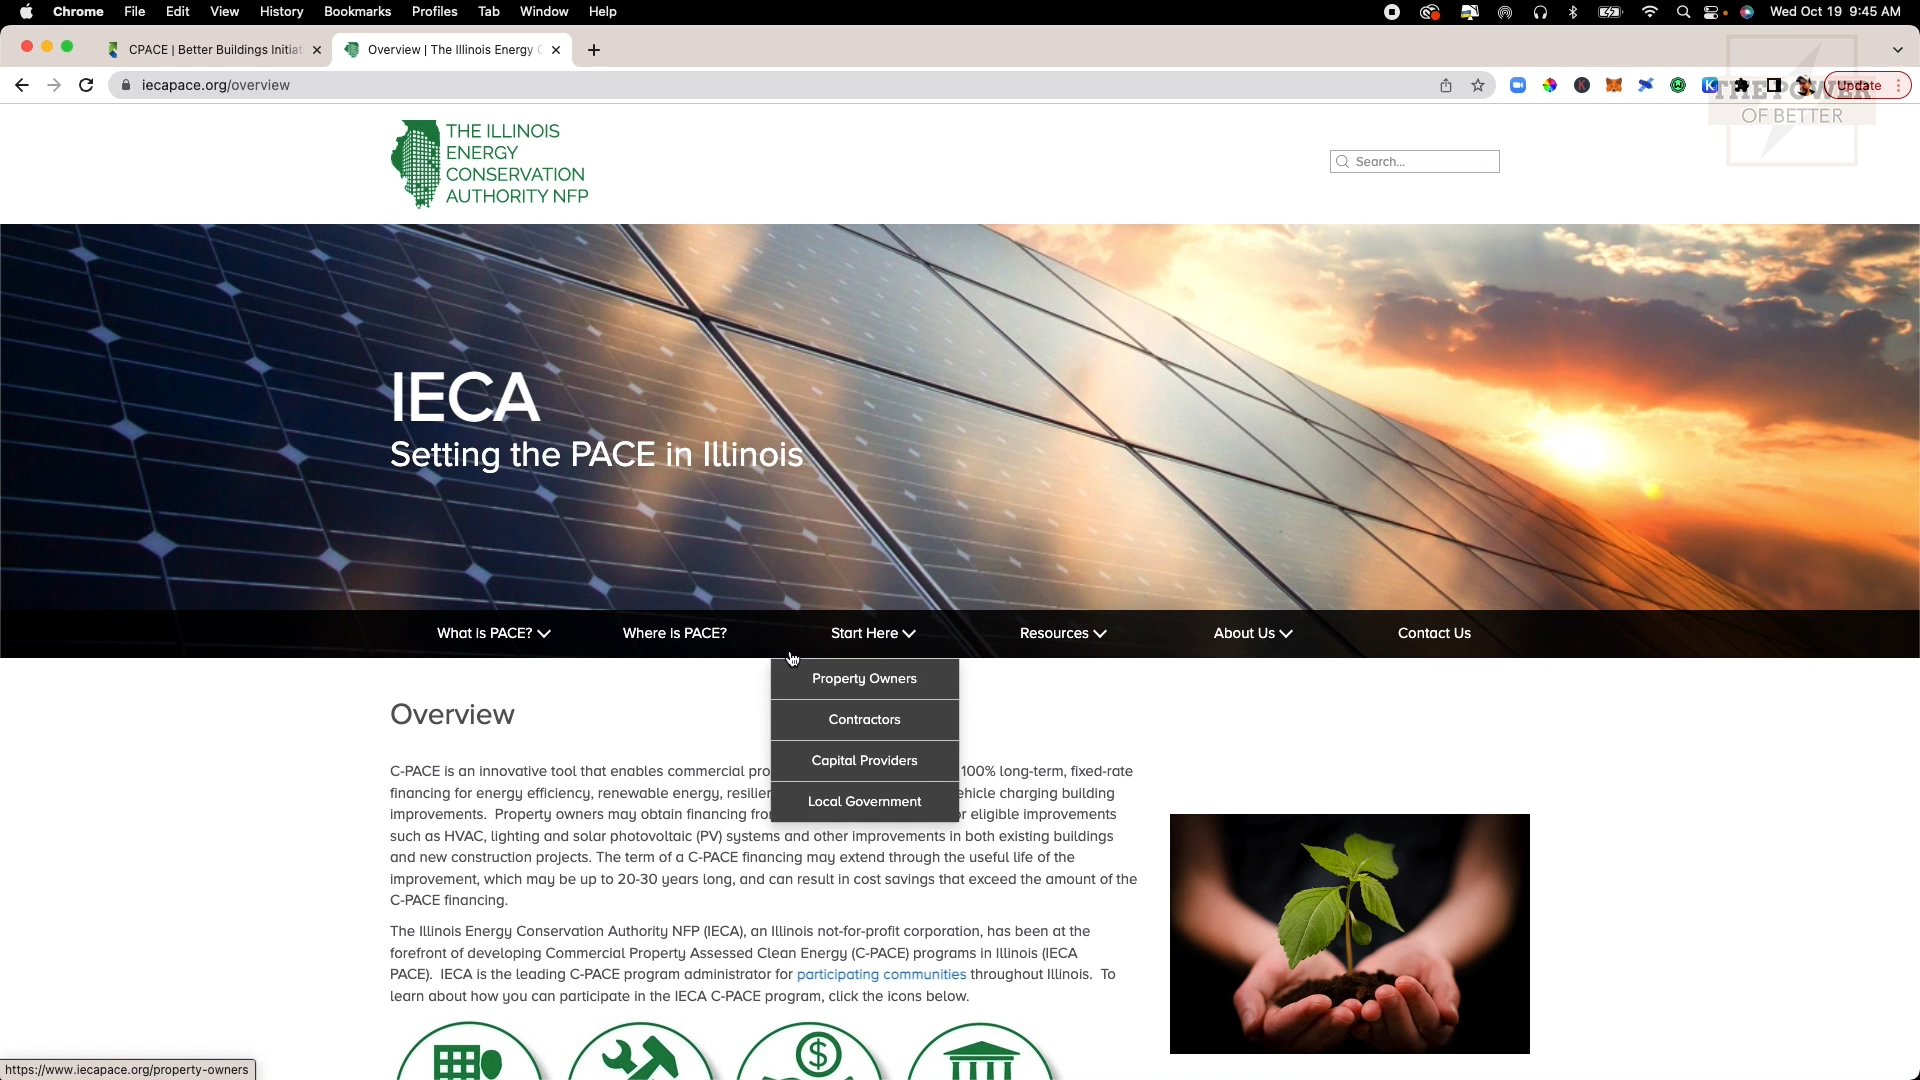 Chrome File Edit View History Bookmarks Profiles Tab Window Help Wed Oct 19 9:45 AM
CPACE | Better Buildings Initiat
Overview | The Illinois Energy C
iecapace.org/overview
Update
THE POWER
OF BETTER
THE ILLINOIS
ENERGY
CONSERVATION
AUTHORITY NFP
Search...
IECA
Setting the PACE in Illinois
What is PACE? Where is PACE? Start Here Resources About Us Contact Us
Property Owners
Contractors
Capital Providers
Local Government
Overview
C-PACE is an innovative tool that enables commercial pro 100% long-term, fixed-rate
financing for energy efficiency, renewable energy, resilien ehicle charging building
improvements. Property owners may obtain financing fro or eligible improvements
such as HVAC, lighting and solar photovoltaic (PV) systems and other improvements in both existing buildings
and new construction projects. The term of a C-PACE financing may extend through the useful life of the
improvement, which may be up to 20-30 years long, and can result in cost savings that exceed the amount of the
C-PACE financing.
The Illinois Energy Conservation Authority NFP (IECA), an Illinois not-for-profit corporation, has been at the
forefront of developing Commercial Property Assessed Clean Energy (C-PACE) programs in Illinois (IECA
PACE). IECA is the leading C-PACE program administrator for participating communities throughout Illinois. To
learn about how you can participate in the IECA C-PACE program, click the icons below.
https://www.iecapace.org/property-owners